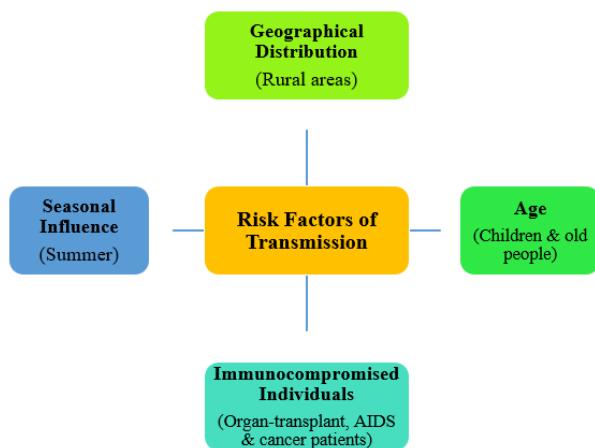 Geographical
Distribution
(Rural areas)
Seasonal
Influence
(Summer)
Risk Factors of
Transmission
Age
(Children & old
people)
Immunocompromised
Individuals
(Organ-transplant, AIDS
& cancer patients)